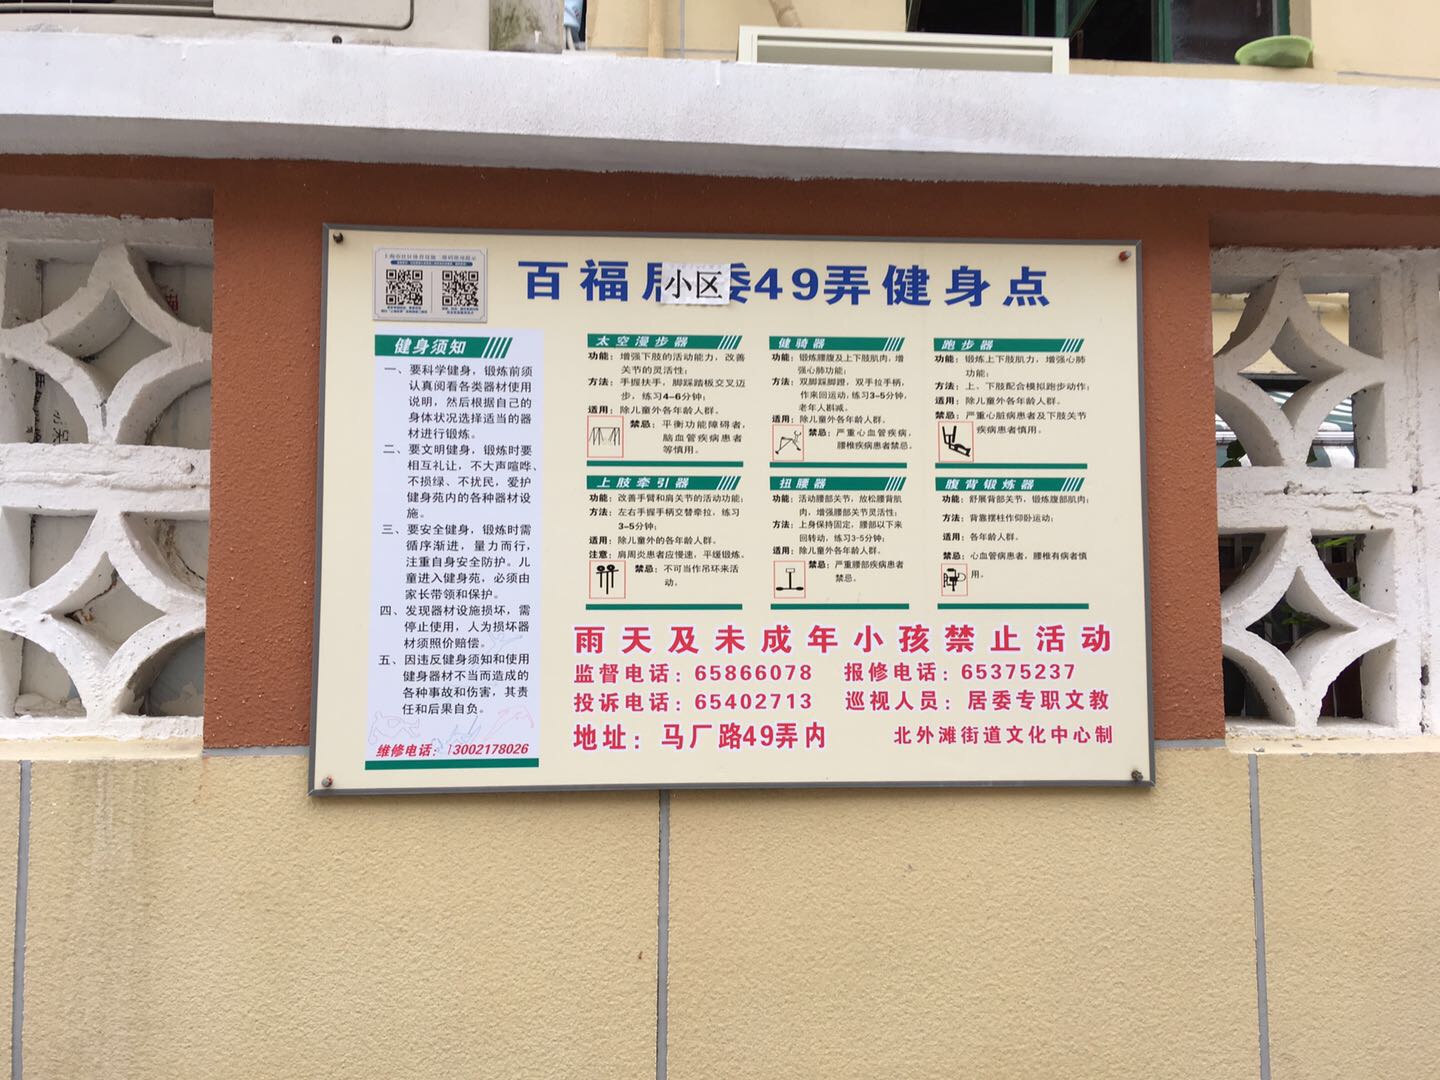 百福居小区委49弄健身点
健身须知
一、要科学健身，锻炼前须
认真阅看各类器材使用
说明，然后根据自己的
身体状况选择适当的器
材进行锻炼。
二、要文明健身，锻炼时要
相互礼让，不大声喧哗、
不损绿、不扰民，爱护
健身苑内的各种器材设
施。
三、要安全健身，锻炼时需
循序渐进，量力而行，
注重自身安全防护。儿
童进入健身苑，必须由
家长带领和保护。
四、发现器材设施损坏，需
停止使用，人为损坏器
材须照价赔偿。
五、因违反健身须知和使用
健身器材不当而造成的
各种事故和伤害，其责
任和后果自负。
维修电话：13002178026
太空漫步器
功能：增强下肢的活动能力，改善
关节的灵活性；
方法：手握扶手，脚踩踏板交叉迈
步，练习4-6分钟；
适用：除儿童外各年龄人群。
禁忌：平衡功能障碍者，
脑血管疾病患者
等慎用。
健骑器
功能：锻炼腰腹及上下肢肌肉，增
强心肺功能；
方法：双脚踩脚蹬，双手拉手柄，
作来回运动，练习3-5分钟，
老年人斟减。
适用：除儿童外各年龄人群。
禁忌：严重心血管疾病，
腰椎疾病患者禁忌。
跑步器
功能：锻炼上下肢肌力，增强心肺
功能；
方法：上、下肢配合模拟跑步动作；
适用：除儿童外各年龄人群。
禁忌：严重心脏病患者及下肢关节
疾病患者慎用。
上肢牵引器
功能：改善手臂和肩关节的活动功能；
方法：左右手握手柄交替牵拉，练习
3-5分钟；
适用：除儿童外的各年龄人群。
注意：肩周炎患者应慢速，平缓锻炼。
禁忌：不可当作吊环来活
动。
扭腰器
功能：活动腰部关节，放松腰背肌
肉，增强腰部关节灵活性；
方法：上身保持固定，腰部以下来
回转动，练习3-5分钟；
适用：除儿童外各年龄人群。
禁忌：严重腰部疾病患者
禁忌。
腹背锻炼器
功能：舒展背部关节，锻炼腹部肌肉；
方法：背靠摆柱作仰卧运动；
适用：各年龄人群。
禁忌：心血管病患者，腰椎有病者慎
用。
雨天及未成年小孩禁止活动
监督电话：65866078 报修电话：65375237
投诉电话：65402713 巡视人员：居委专职文教
地址：马厂路49弄内 北外滩街道文化中心制